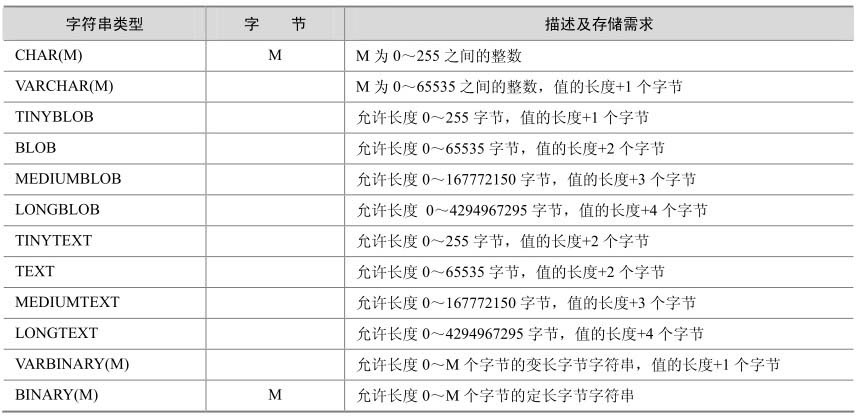 字符串类型 字 节 描述及存储需求
CHAR(M) M M 为 0～255 之间的整数
VARCHAR(M) M 为 0～65535 之间的整数，值的长度+1 个字节
TINYBLOB 允许长度 0～255 字节，值的长度+1 个字节
BLOB 允许长度 0～65535 字节，值的长度+2 个字节
MEDIUMBLOB 允许长度 0～167772150 字节，值的长度+3 个字节
LONGBLOB 允许长度 0～4294967295 字节，值的长度+4 个字节
TINYTEXT 允许长度 0～255 字节，值的长度+2 个字节
TEXT 允许长度 0～65535 字节，值的长度+2 个字节
MEDIUMTEXT 允许长度 0～167772150 字节，值的长度+3 个字节
LONGTEXT 允许长度 0～4294967295 字节，值的长度+4 个字节
VARBINARY(M) 允许长度 0～M 个字节的变长字节字符串，值的长度+1 个字节
BINARY(M) M 允许长度 0～M 个字节的定长字节字符串